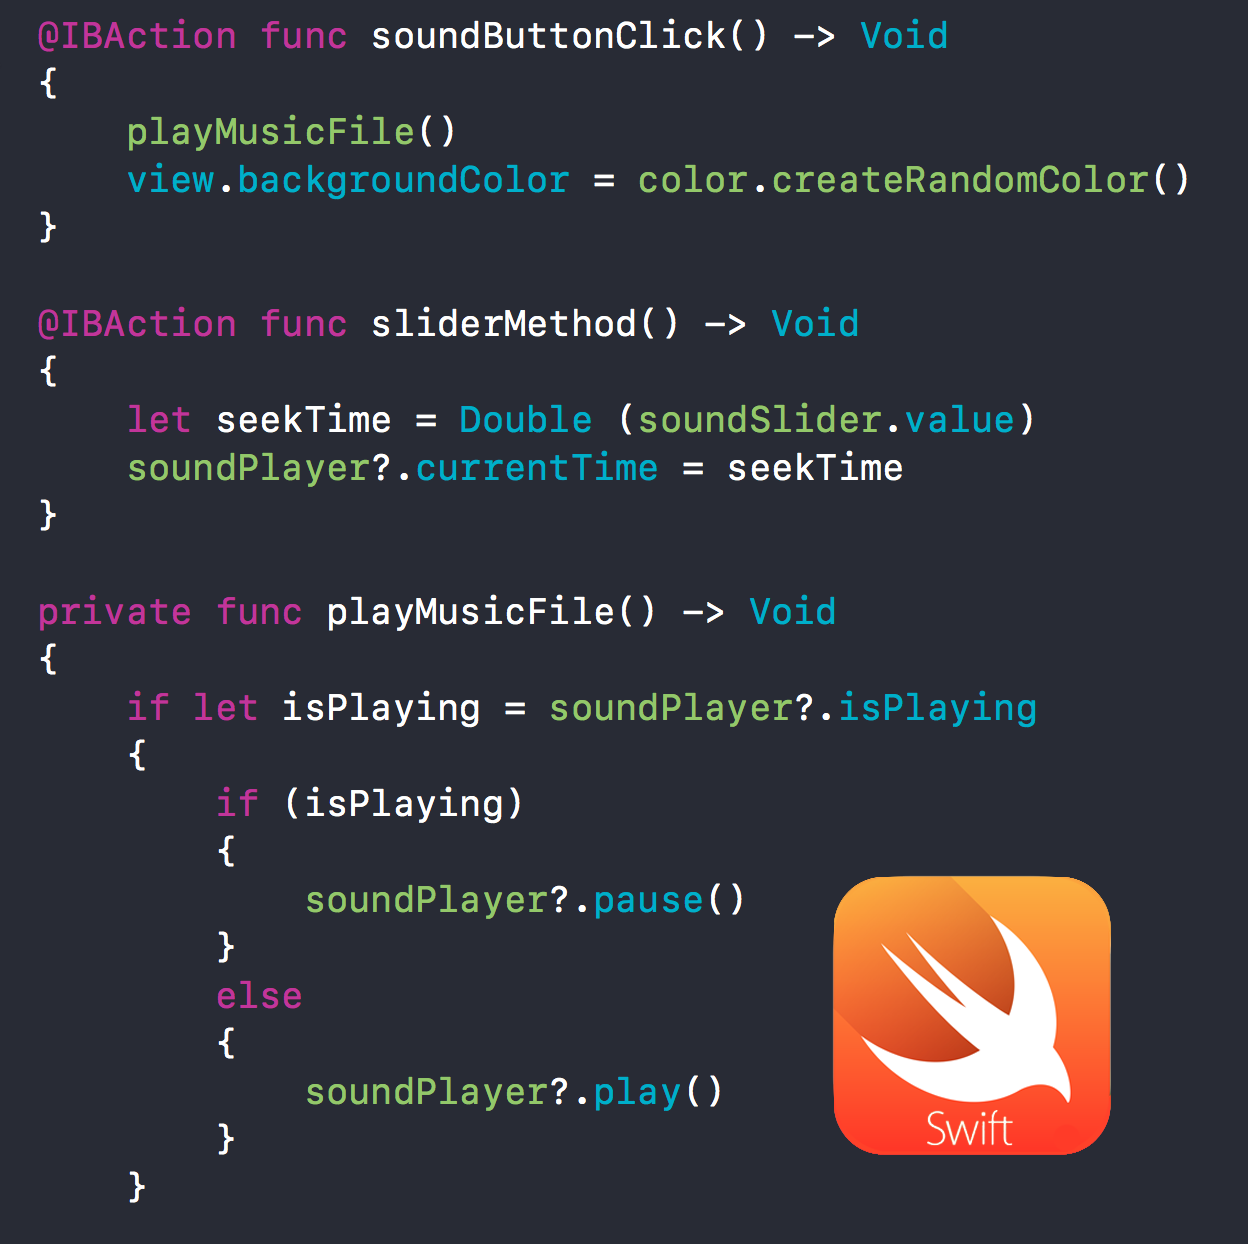 @IBAction func soundButtonClick() -> Void
{
    playMusicFile()
    view.backgroundColor = color.createRandomColor()
}

@IBAction func sliderMethod() -> Void
{
    let seekTime = Double (soundSlider.value)
    soundPlayer?.currentTime = seekTime
}

private func playMusicFile() -> Void
{
    if let isPlaying = soundPlayer?.isPlaying
    {
        if (isPlaying)
        {
            soundPlayer?.pause()
        }
        else
        {
            soundPlayer?.play()
        }
    }
Swift